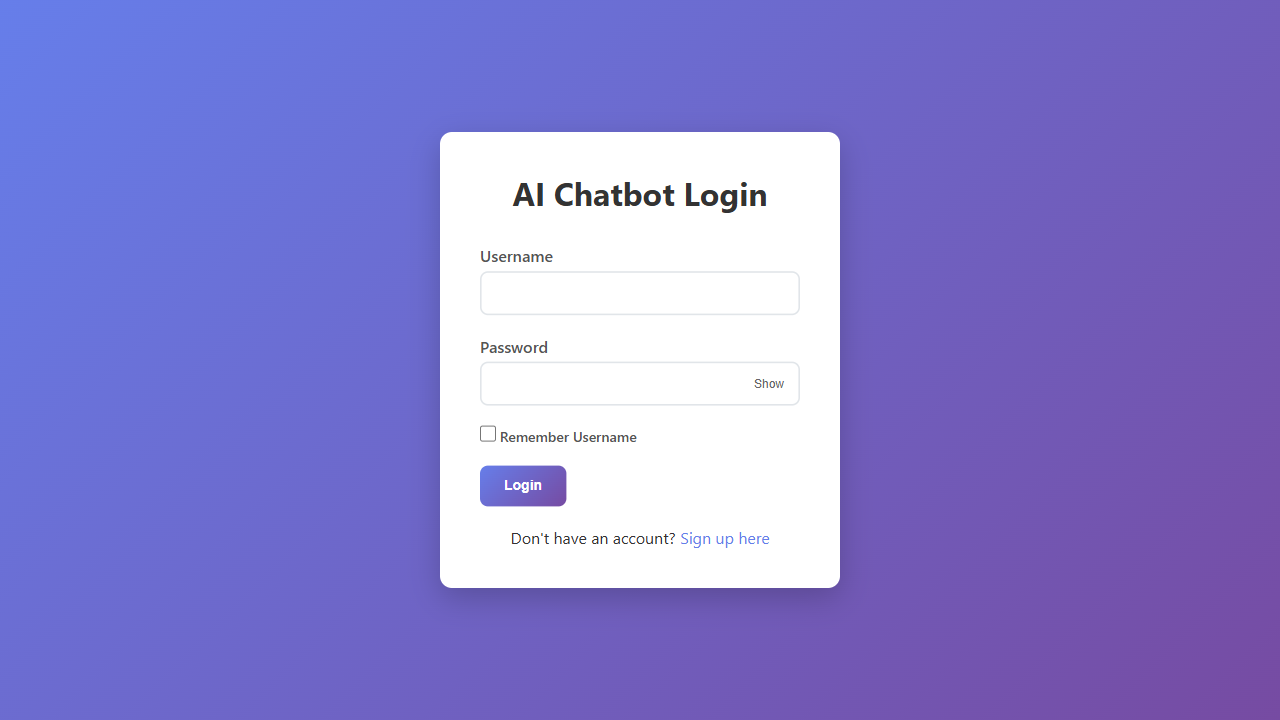 AI Chatbot Login
Username
Password
Show
Remember Username
Login
Don't have an account? Sign up here